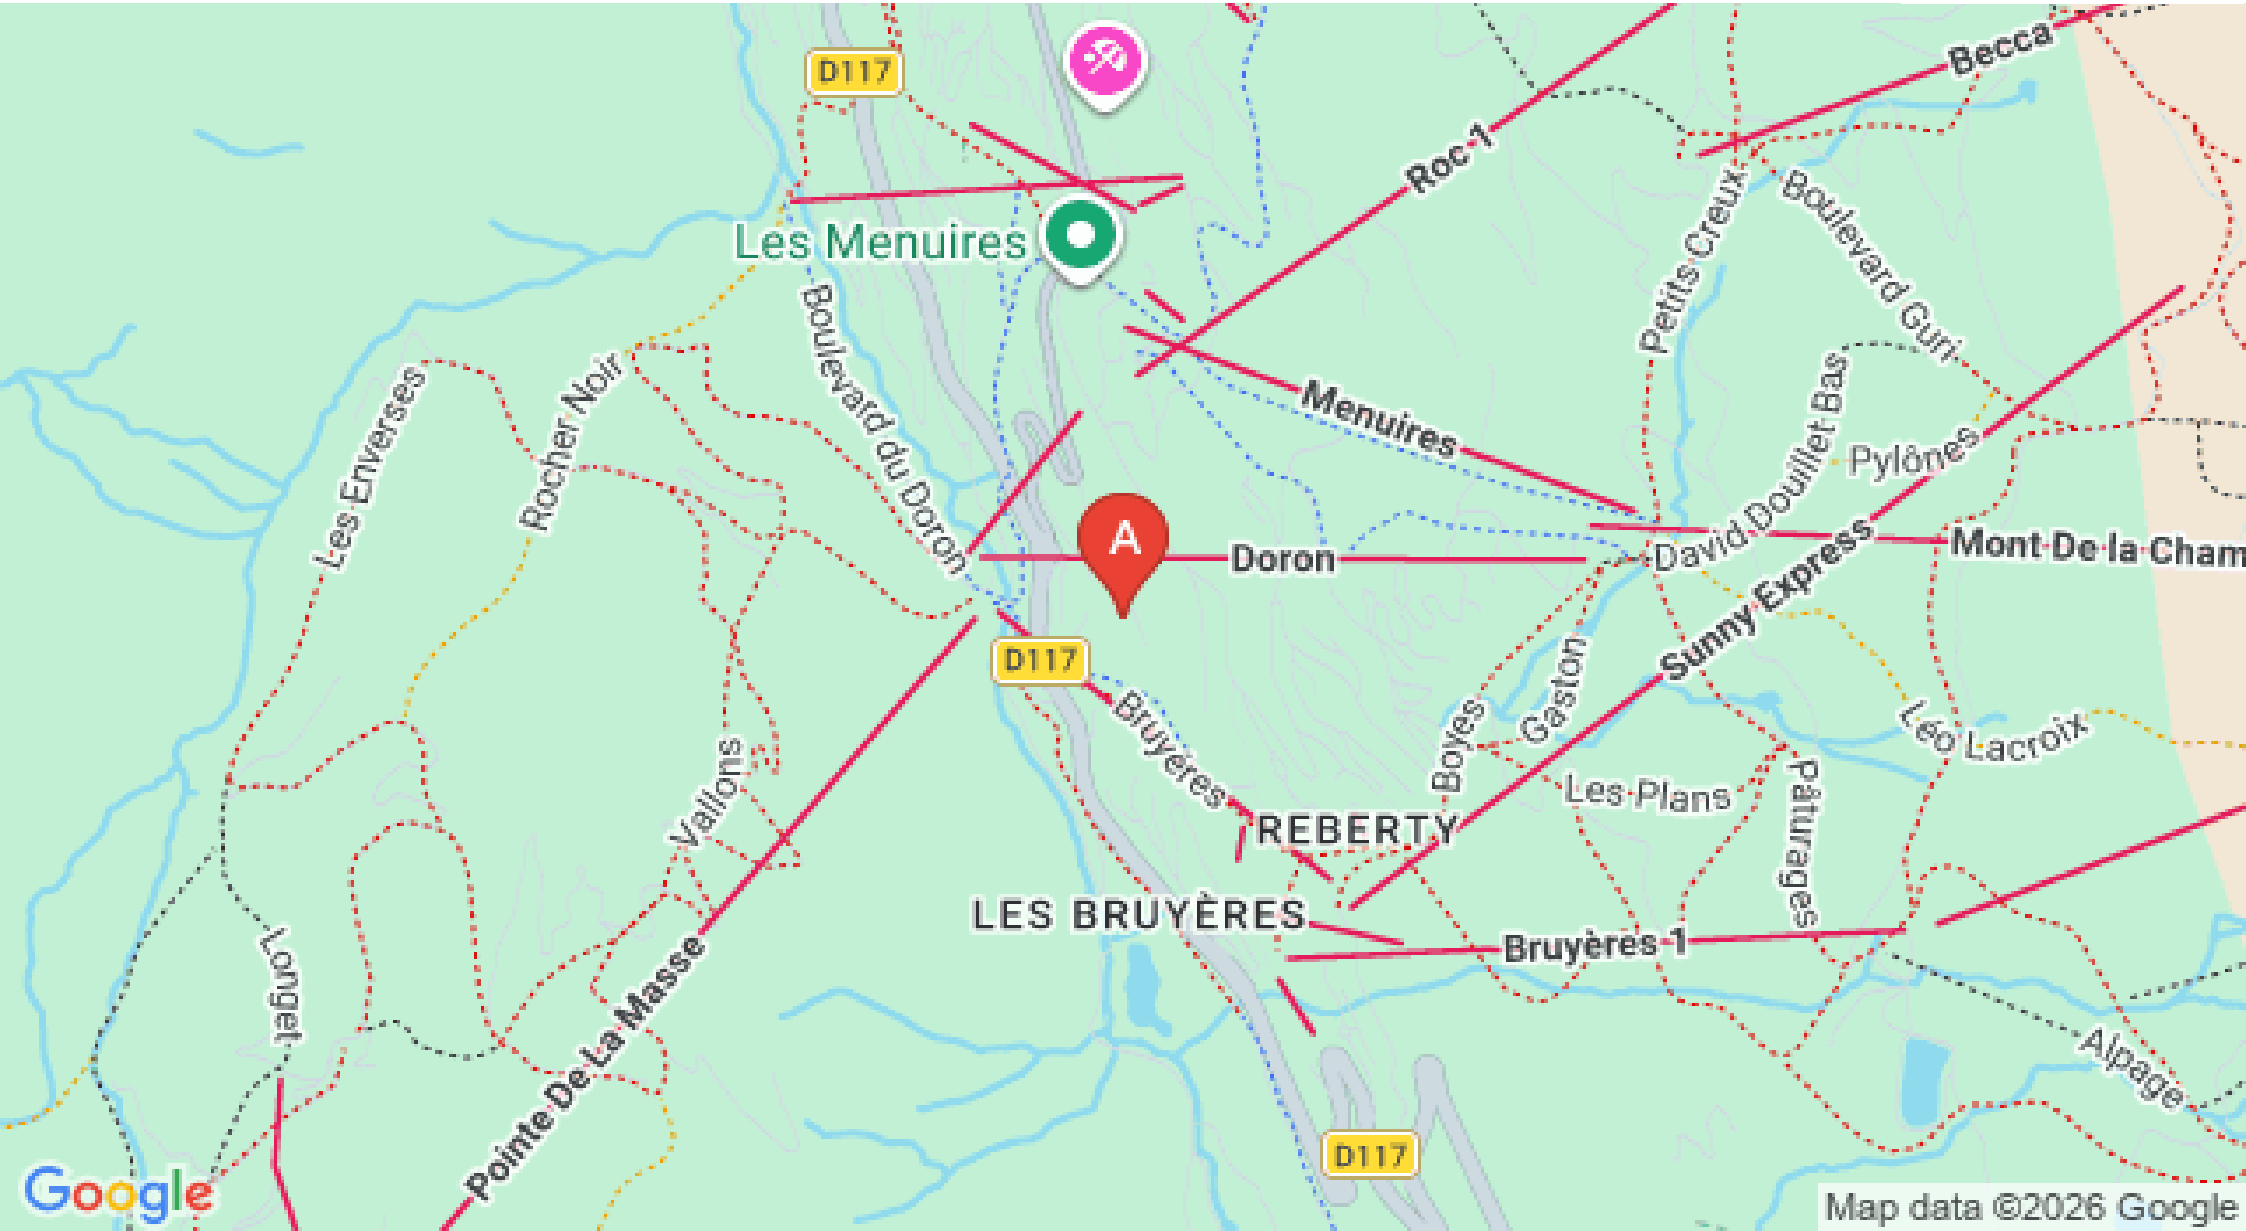 Becca
D117
Roc 1
Les Menuires
Petits Creux
Boulevard Guri
Boulevard du Doron
Les Enverses
Rocher Noir
Menuires
David Douillet Bas
Pylônes
A
Doron
Mont De la Cham
Sunny Express
D117
Bruyéres
Gaston
Boyes
Léo Lacroix
Les Plans
Pâturages
Vallons
REBERTY
LES BRUYÈRES
Bruyères 1
Longet
Pointe De La Masse
Alpage
D117
Google
Map data ©2026 Google